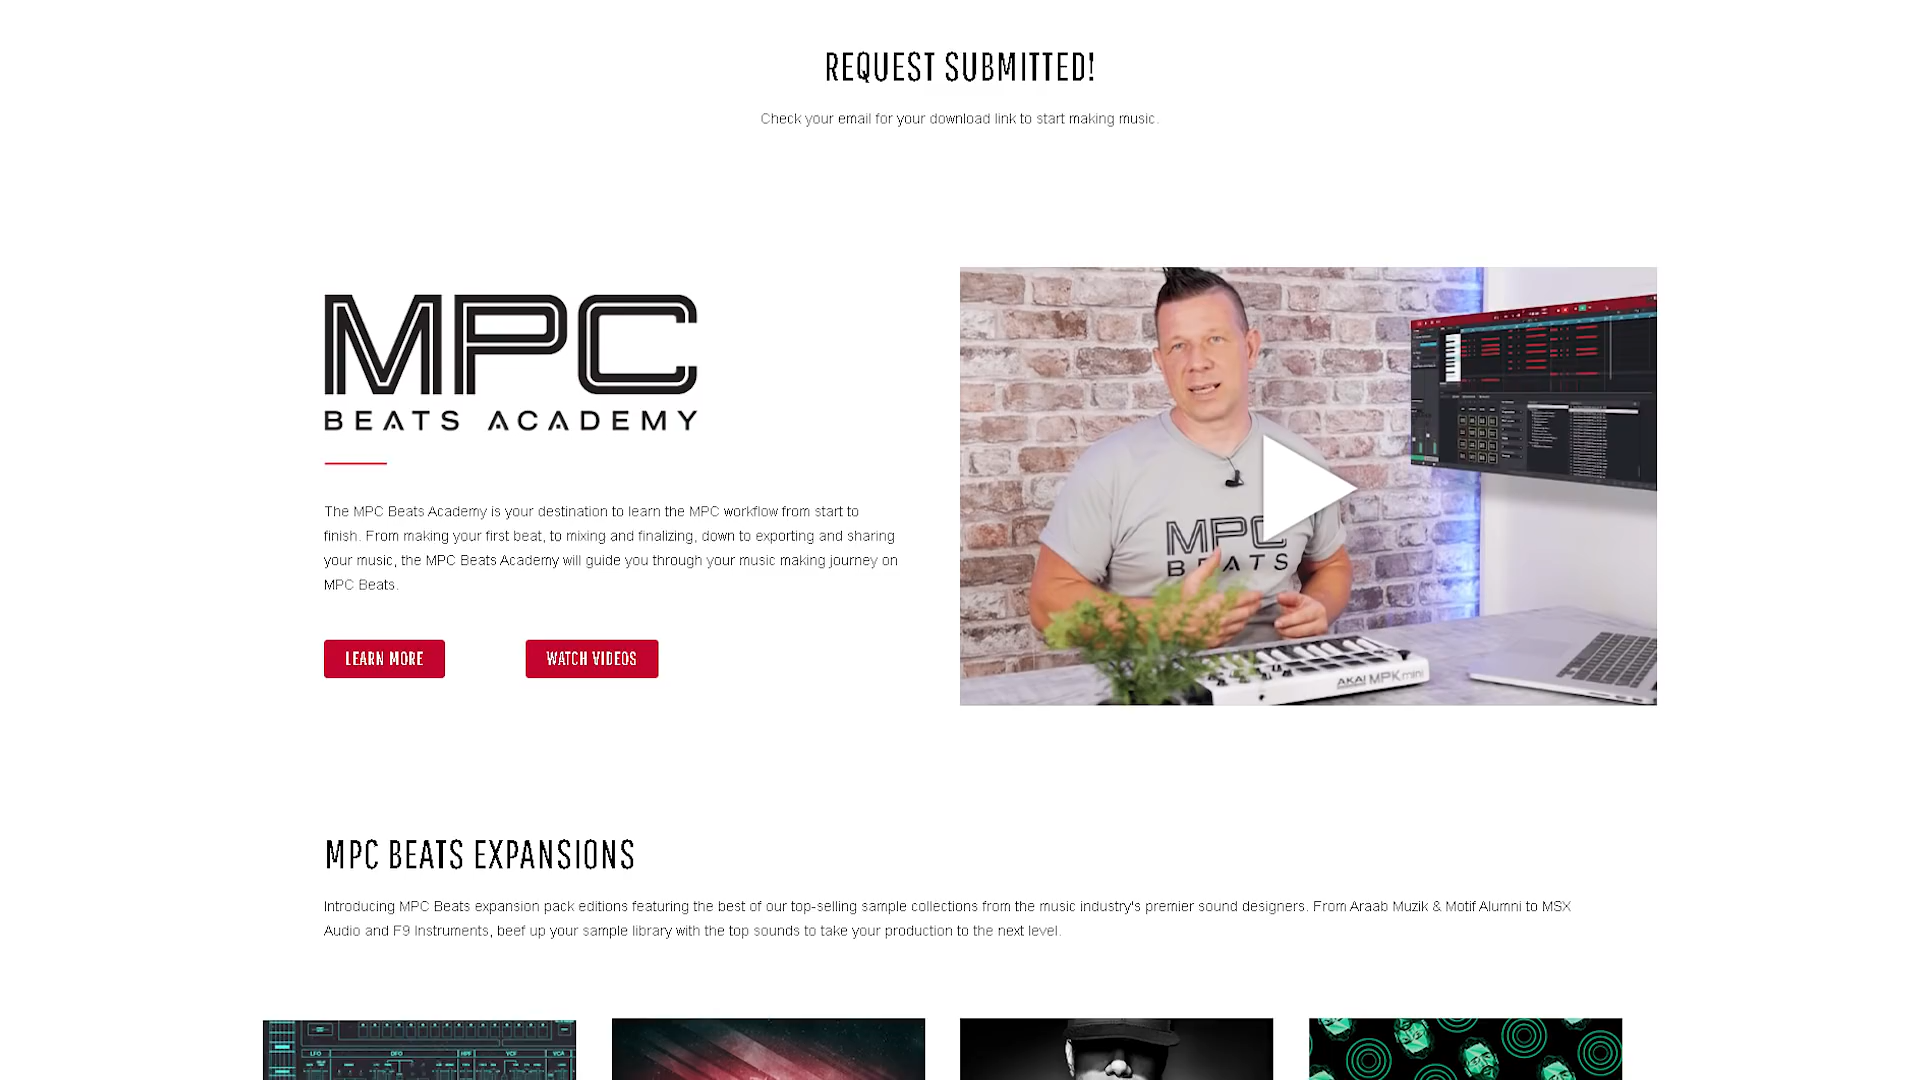 REQUEST SUBMITTED!
Check your email for your download link to start making music.
MPC
BEATS ACADEMY
The MPC Beats Academy is your destination to learn the MPC workflow from start to
finish. From making your first beat, to mixing and finalizing, down to exporting and sharing
your music, the MPC Beats Academy will guide you through your music making journey on
MPC Beats.
LEARN MORE
WATCH VIDEOS
MPC
BEATS
AKAI MPKmini
MPC BEATS EXPANSIONS
Introducing MPC Beats expansion pack editions featuring the best of our top-selling sample collections from the music industry's premier sound designers. From Araab Muzik & Motif Alumni to MSX
Audio and F9 Instruments, beef up your sample library with the top sounds to take your production to the next level.
LFO DFO HPF VCF VCA